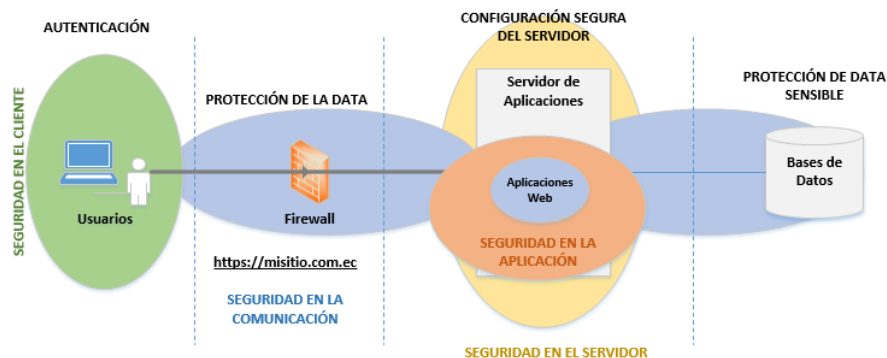 AUTENTICACIÓN
CONFIGURACIÓN SEGURA
DEL SERVIDOR
PROTECCIÓN DE LA DATA
PROTECCIÓN DE DATA
SENSIBLE
SEGURIDAD EN EL CLIENTE
Servidor de
Aplicaciones
Usuarios
Firewall
Aplicaciones
Web
Bases de
Datos
SEGURIDAD EN LA
APLICACIÓN
https://misitio.com.ec
SEGURIDAD EN LA
COMUNICACIÓN
SEGURIDAD EN EL SERVIDOR